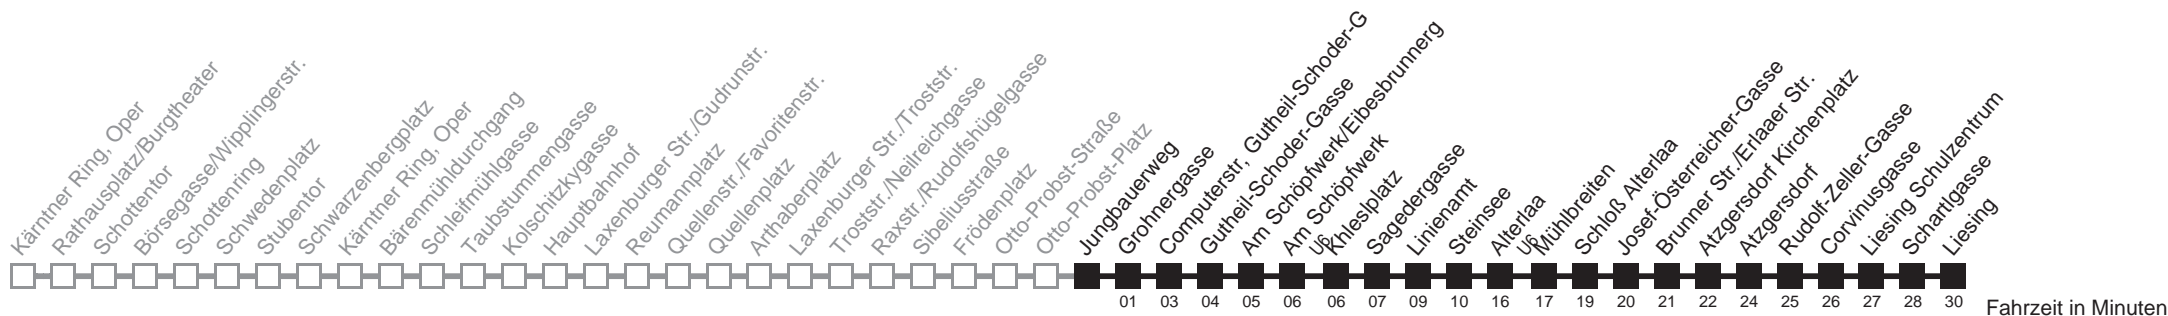 Kärntner Ring, Oper
Rathausplatz/Burgtheater
Schottentor
Börsegasse/Wipplingerstr.
Schottenring
Schwedenplatz
Stubentor
Schwarzenbergplatz
Kärntner Ring, Oper
Bärenmühldurchgang
Schleifmühlgasse
Taubstummengasse
Kolschitzkygasse
Hauptbahnhof
Laxenburger Str./Gudrunstr.
Reumannplatz
Quellenstr./Favoritenstr.
Quellenplatz
Arthaberplatz
Laxenburger Str./Troststr.
Troststr./Neilreichgasse
Raxstr./Rudolfshügelgasse
Sibeliusstraße
Frödenplatz
Otto-Probst-Straße
Otto-Probst-Platz
Jungbauerweg
Grohnergasse
Computerstr, Gutheil-Schoder-G
Gutheil-Schoder-Gasse
Am Schöpfwerk/Eibesbrunnerg
Am Schöpfwerk U6
Khleslplatz
Sagedergasse
Linienamt
Steinsee
Alterlaa U6
Mühlbreiten
Schloß Alterlaa
Josef-Österreicher-Gasse
Brunner Str./Erlaaer Str.
Atzgersdorf Kirchenplatz
Atzgersdorf
Rudolf-Zeller-Gasse
Corvinusgasse
Liesing Schulzentrum
Schartlgasse
Liesing
01 03 04 05 06 06 07 09 10 16 17 19 20 21 22 24 25 26 27 28 30 Fahrzeit in Minuten